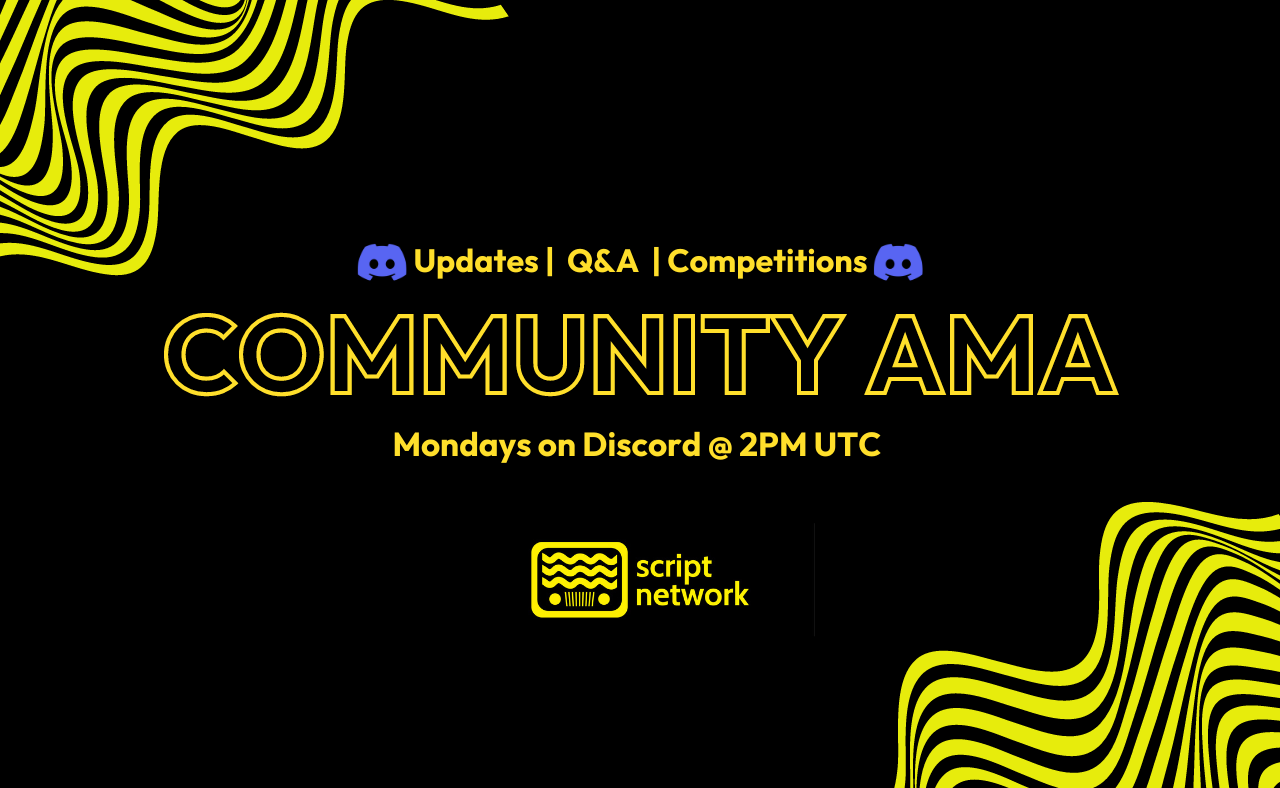 Updates | Q&A | Competitions
COMMUNITY AMA
Mondays on Discord @ 2PM UTC
script
network